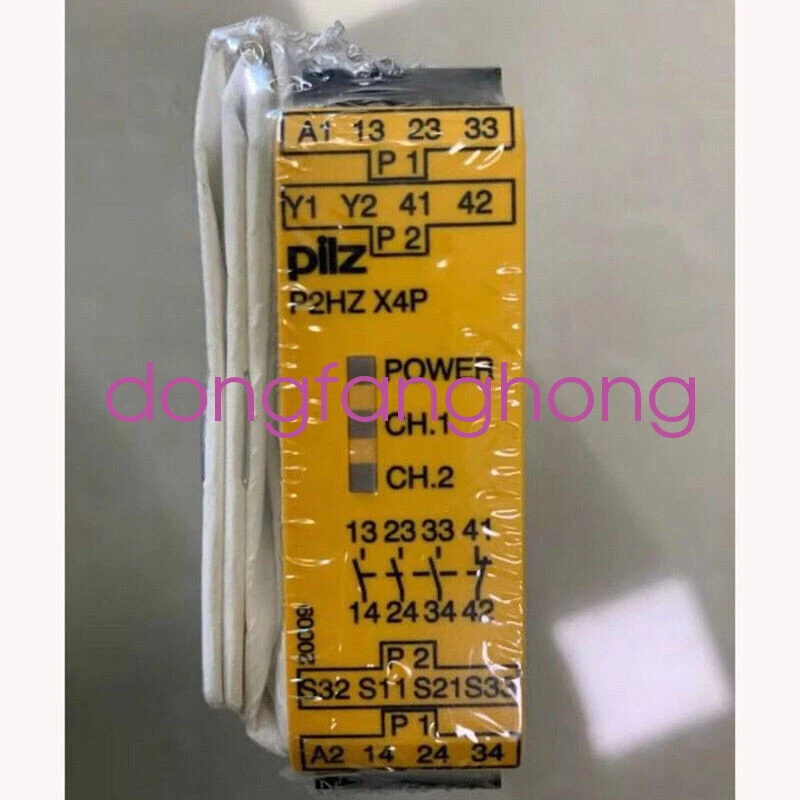 A1 13 23 33
P 1
Y1 Y2 41 42
P 2
pilz
P2HZ X4P
POWER
dongfanghong
CH.1
CH.2
13 23 33 41
14 24 34 42
P 2
S32 S11 S21 S33
P 1
A2 14 24 34